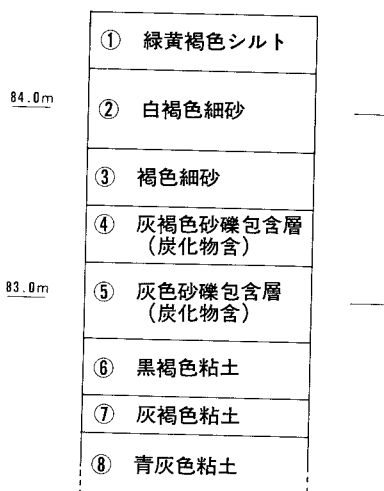 ① 緑黄褐色シルト
84.0m
② 白褐色細砂
③ 褐色細砂
④ 灰褐色砂礫包含層
(炭化物含)
83.0m
⑤ 灰色砂礫包含層
(炭化物含)
⑥ 黒褐色粘土
⑦ 灰褐色粘土
⑧ 青灰色粘土